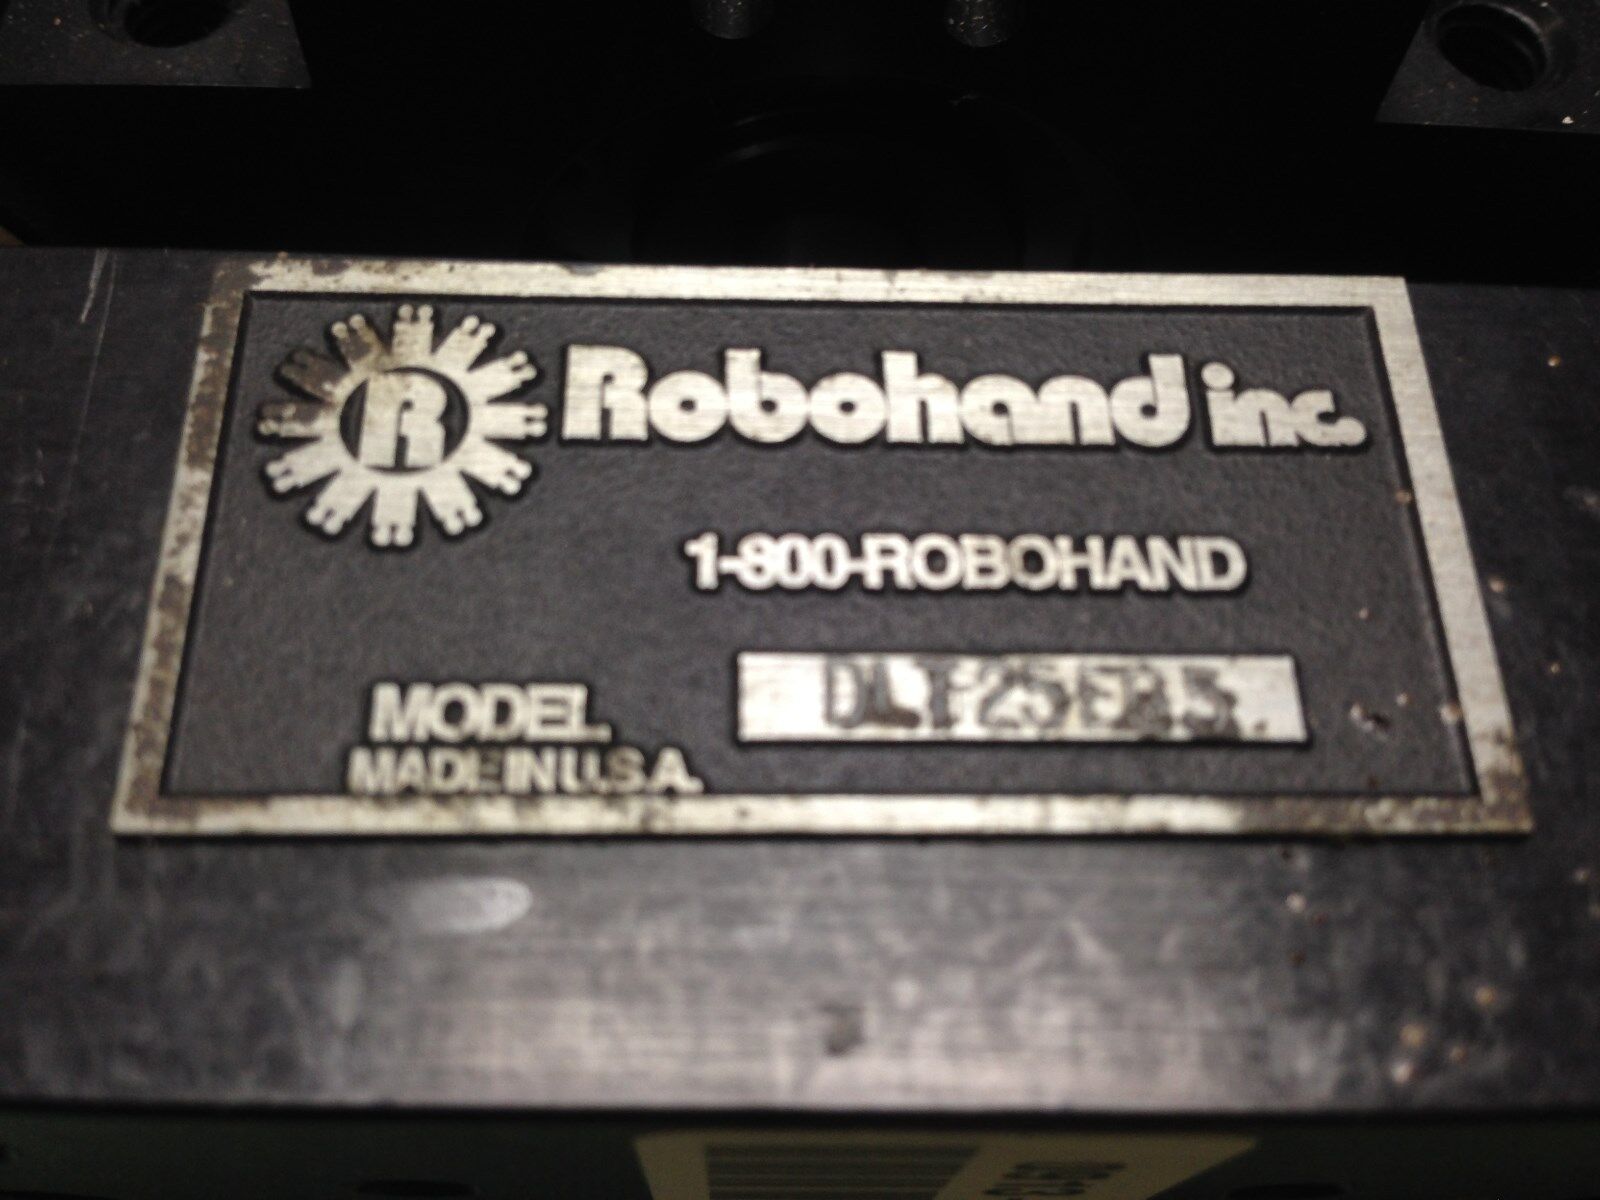 R
Robohand inc.
1-800-ROBOHAND
MODEL
MADE IN U.S.A.